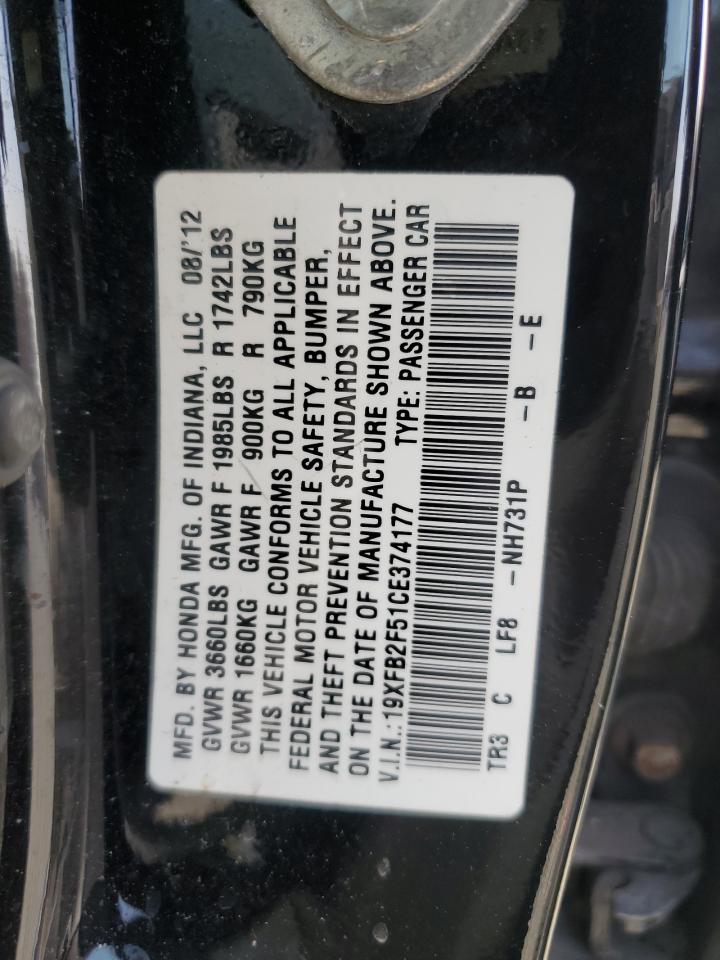 MFD. BY HONDA MFG. OF INDIANA, LLC 08/'12
GVWR 3660LBS GAWR F 1985LBS R 1742LBS
GVWR 1660KG GAWR F 900KG R 790KG
THIS VEHICLE CONFORMS TO ALL APPLICABLE
FEDERAL MOTOR VEHICLE SAFETY, BUMPER,
AND THEFT PREVENTION STANDARDS IN EFFECT
ON THE DATE OF MANUFACTURE SHOWN ABOVE.
V.I.N.:19XFB2F51CE374177 TYPE: PASSENGER CAR
TR3 C LF8 -NH731P -B -E